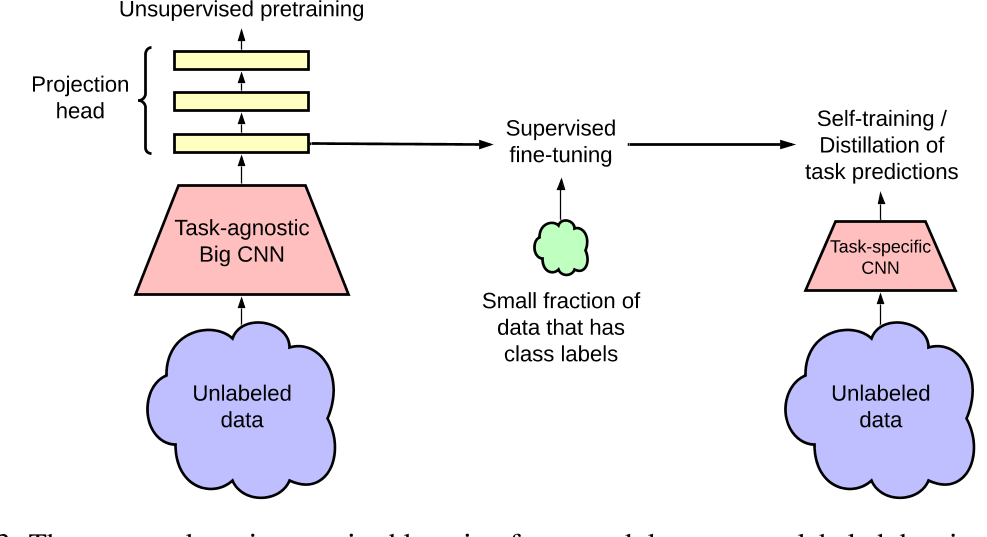 Unsupervised pretraining
Projection
head
Task-agnostic
Big CNN
Unlabeled
data
Supervised
fine-tuning
Small fraction of
data that has
class labels
Self-training /
Distillation of
task predictions
Task-specific
CNN
Unlabeled
data